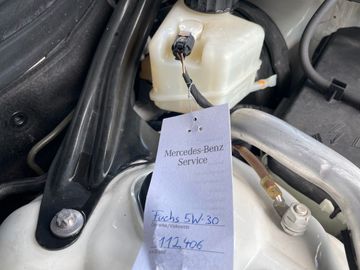 Mercedes-Benz
Service
Fuchs 5W-30
112.406